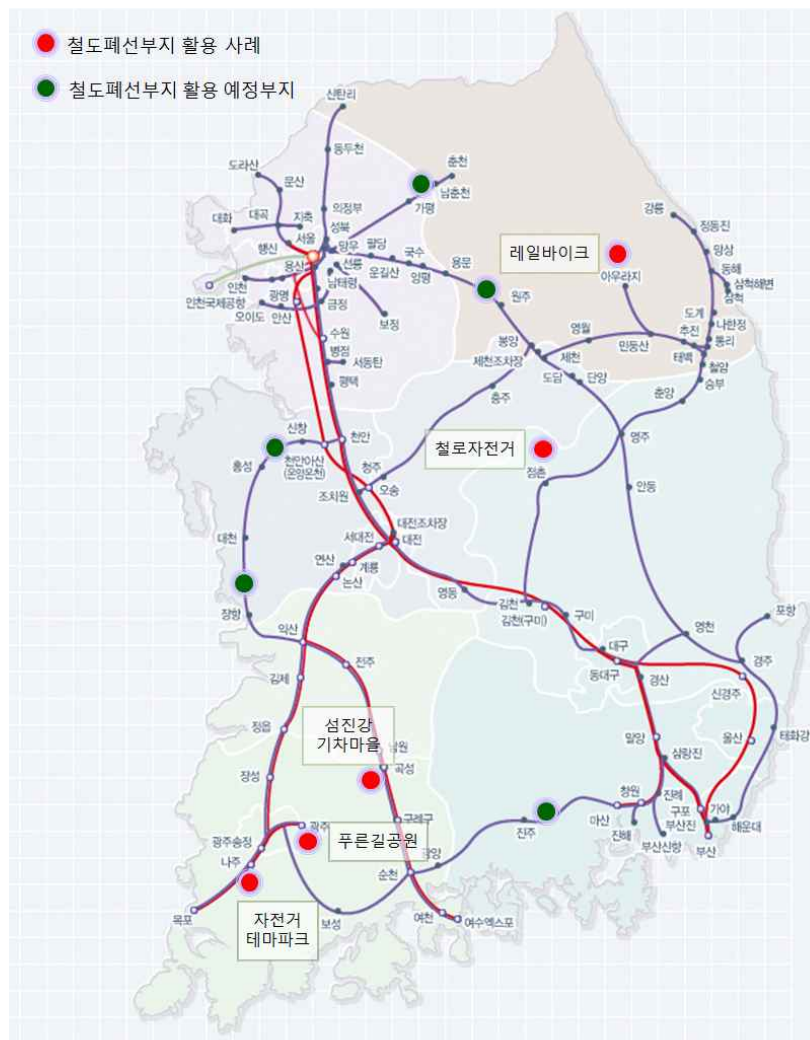 철도폐선부지 활용 사례
철도폐선부지 활용 예정부지
신탄리
동두천
도라산
문산
춘천
남춘천
가평
대곡
지축
의정부
대화
성북
강릉
행신
서울
망우
팔당
국수
용문
정동진
망상
레일바이크
용산
선릉
운길산
양평
아우라지
동해
삼척해변
삼척
인천
남태령
인천국제공항
광명
금정
원주
오이도
안산
보정
도계
나한정
수원
봉양
영월
추전
통리
병점
제천조차장
제천
민둥산
태백
철암
서동탄
도담
단양
승부
평택
충주
춘양
신창
천안
철로자전거
영주
홍성
천안아산
(온양온천)
청주
점촌
조치원
오송
안동
대천
대전조차장
서대전
대전
연산
계룡
논산
영동
김천
김천(구미)
구미
장항
익산
포항
대구
영천
전주
동대구
경산
경주
김제
신경주
섬진강
기차마을
정읍
남원
밀양
울산
태화강
삼랑진
장성
곡성
창원
진례
구포
가야
구례구
진주
마산
부산진
해운대
광주송정
광주
푸른길공원
진해
부산신항
부산
나주
광양
순천
목포
자전거
테마파크
보성
여천
여수엑스포